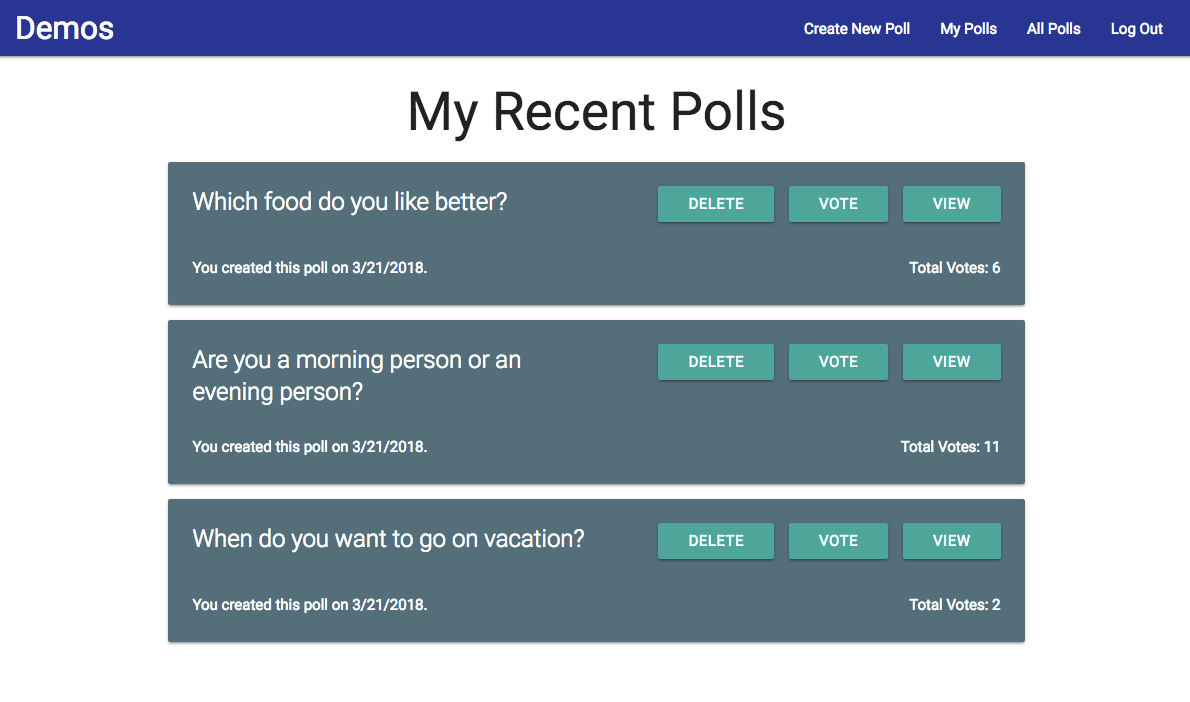 Demos
Create New Poll My Polls All Polls Log Out
My Recent Polls
Which food do you like better?
DELETE VOTE VIEW
You created this poll on 3/21/2018.
Total Votes: 6
Are you a morning person or an
evening person?
DELETE VOTE VIEW
You created this poll on 3/21/2018.
Total Votes: 11
When do you want to go on vacation?
DELETE VOTE VIEW
You created this poll on 3/21/2018.
Total Votes: 2